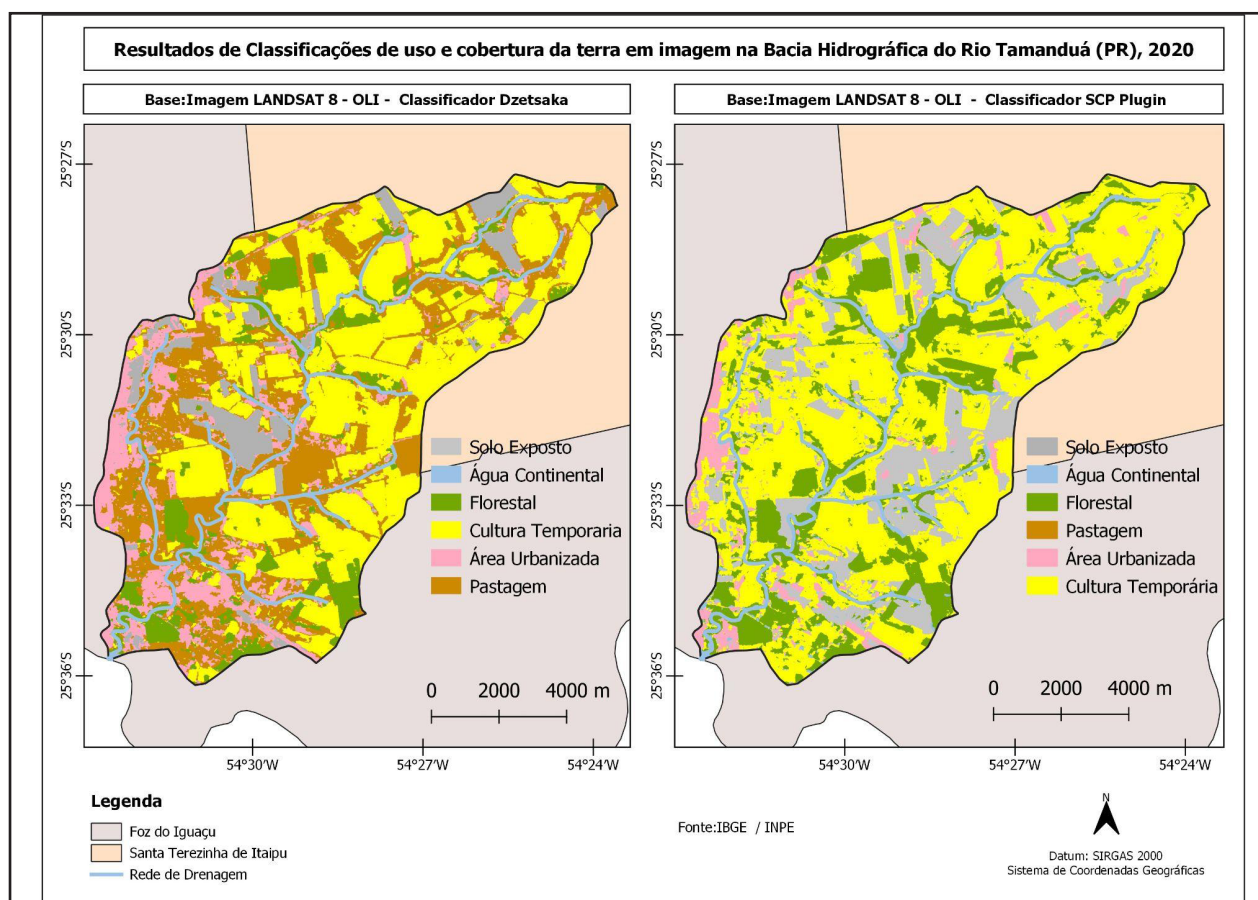 Resultados de Classificações de uso e cobertura da terra em imagem na Bacia Hidrográfica do Rio Tamanduá (PR), 2020
Base:Imagem LANDSAT 8 - OLI - Classificador Dzetsaka
25°27'S
25°30'S
25°33'S
25°36'S
Solo Exposto
Água Continental
Florestal
Cultura Temporaria
Área Urbanizada
Pastagem
0 2000 4000 m
54°30'W 54°27'W 54°24'W
Base:Imagem LANDSAT 8 - OLI - Classificador SCP Plugin
25°27'S
25°30'S
25°33'S
25°36'S
Solo Exposto
Água Continental
Florestal
Pastagem
Área Urbanizada
Cultura Temporária
0 2000 4000 m
54°30'W 54°27'W 54°24'W
Legenda
Foz do Iguaçu
Santa Terezinha de Itaipu
Rede de Drenagem
Fonte:IBGE / INPE
N
Datum: SIRGAS 2000
Sistema de Coordenadas Geográficas